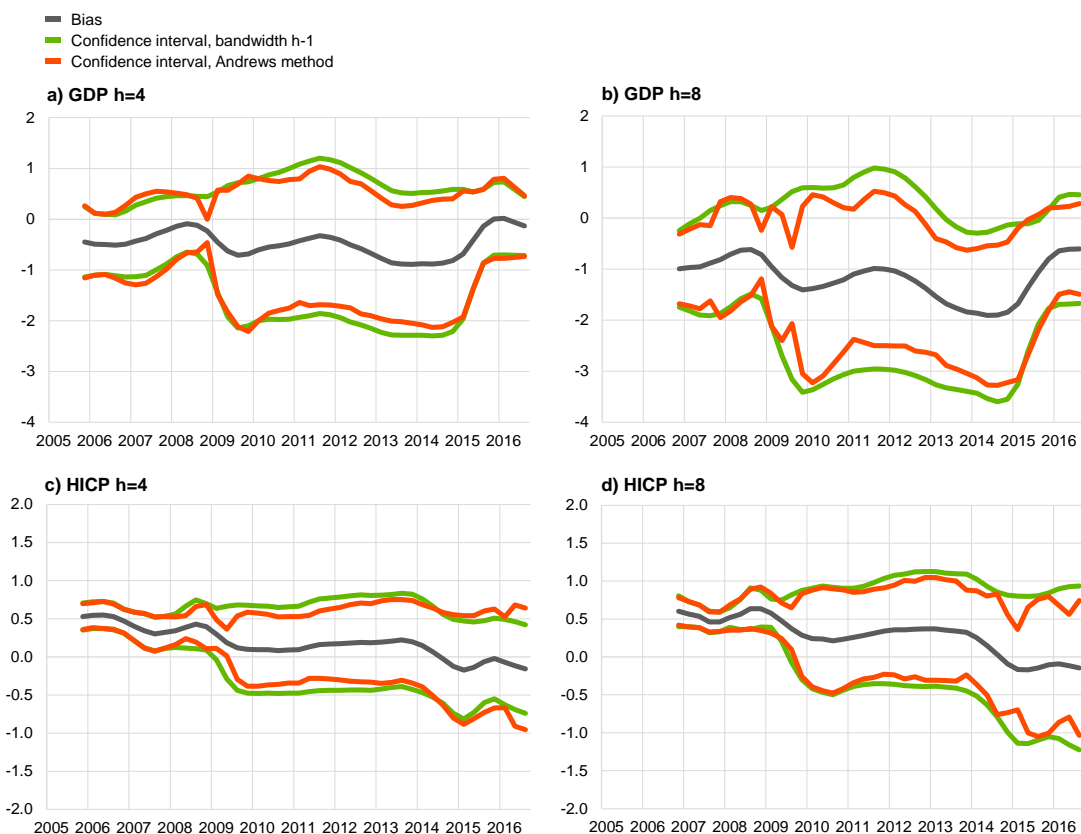 Bias
Confidence interval, bandwidth h-1
Confidence interval, Andrews method
a) GDP h=4
2
1
0
-1
-2
-3
-4
2005 2006 2007 2008 2009 2010 2011 2012 2013 2014 2015 2016
b) GDP h=8
2
1
0
-1
-2
-3
-4
2005 2006 2007 2008 2009 2010 2011 2012 2013 2014 2015 2016
c) HICP h=4
2.0
1.5
1.0
0.5
0.0
-0.5
-1.0
-1.5
-2.0
2005 2006 2007 2008 2009 2010 2011 2012 2013 2014 2015 2016
d) HICP h=8
2.0
1.5
1.0
0.5
0.0
-0.5
-1.0
-1.5
-2.0
2005 2006 2007 2008 2009 2010 2011 2012 2013 2014 2015 2016